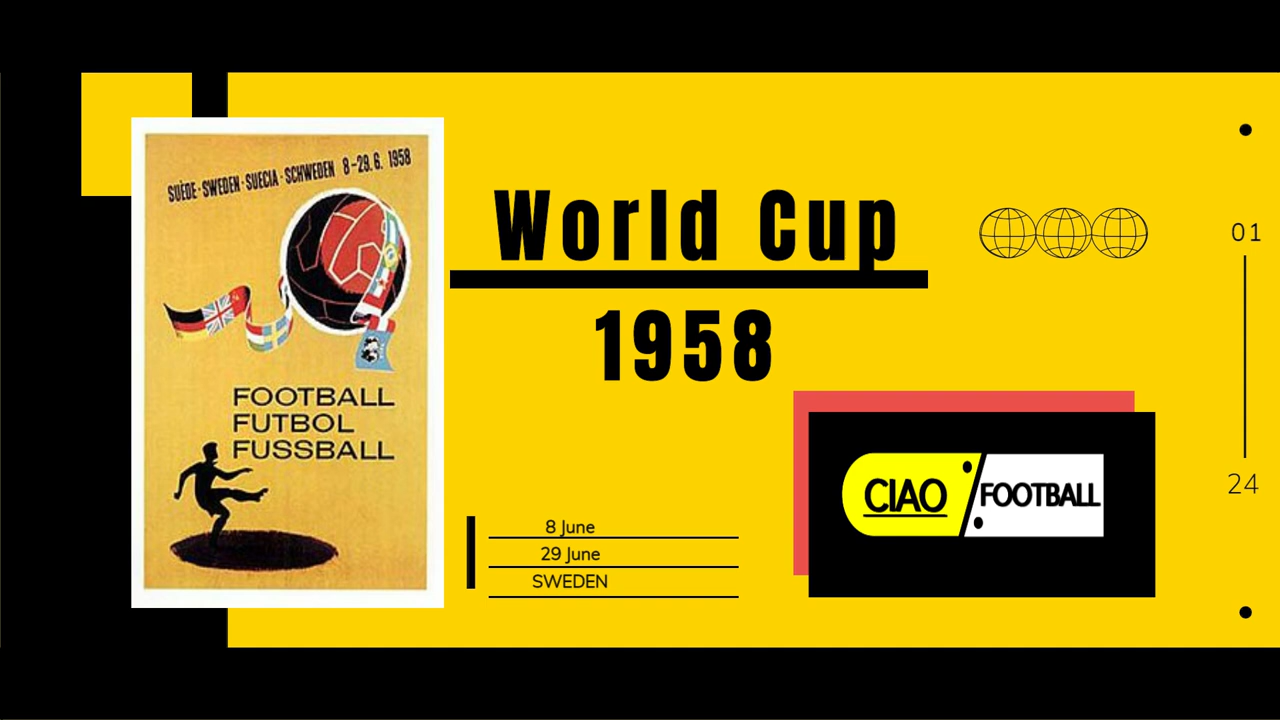 SUÈDE · SWEDEN · SUECIA · SCHWEDEN 8-29.6. 1958
FOOTBALL
FUTBOL
FUSSBALL
World Cup
1958
8 June
29 June
SWEDEN
CIAO FOOTBALL
01
24